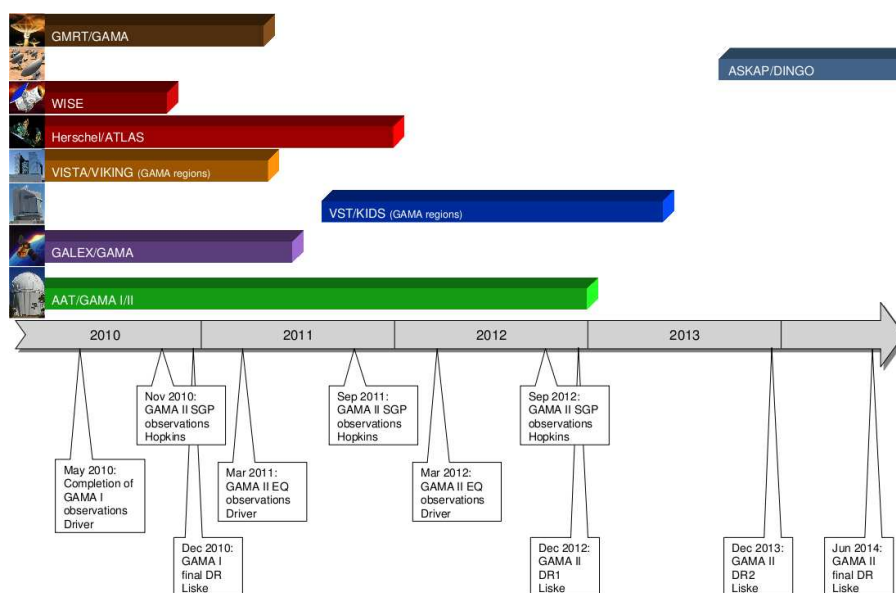 GMRT/GAMA
ASKAP/DINGO
WISE
Herschel/ATLAS
VISTA/VIKING (GAMA regions)
VST/KIDS (GAMA regions)
GALEX/GAMA
AAT/GAMA I/II
2010
2011
2012
2013
Nov 2010:
GAMA II SGP
observations
Hopkins
Sep 2011:
GAMA II SGP
observations
Hopkins
Sep 2012:
GAMA II SGP
observations
Hopkins
May 2010:
Completion of
GAMA I
observations
Driver
Mar 2011:
GAMA II EQ
observations
Driver
Mar 2012:
GAMA II EQ
observations
Driver
Dec 2010:
GAMA I
final DR
Liske
Dec 2012:
GAMA II
DR1
Liske
Dec 2013:
GAMA II
DR2
Liske
Jun 2014:
GAMA II
final DR
Liske